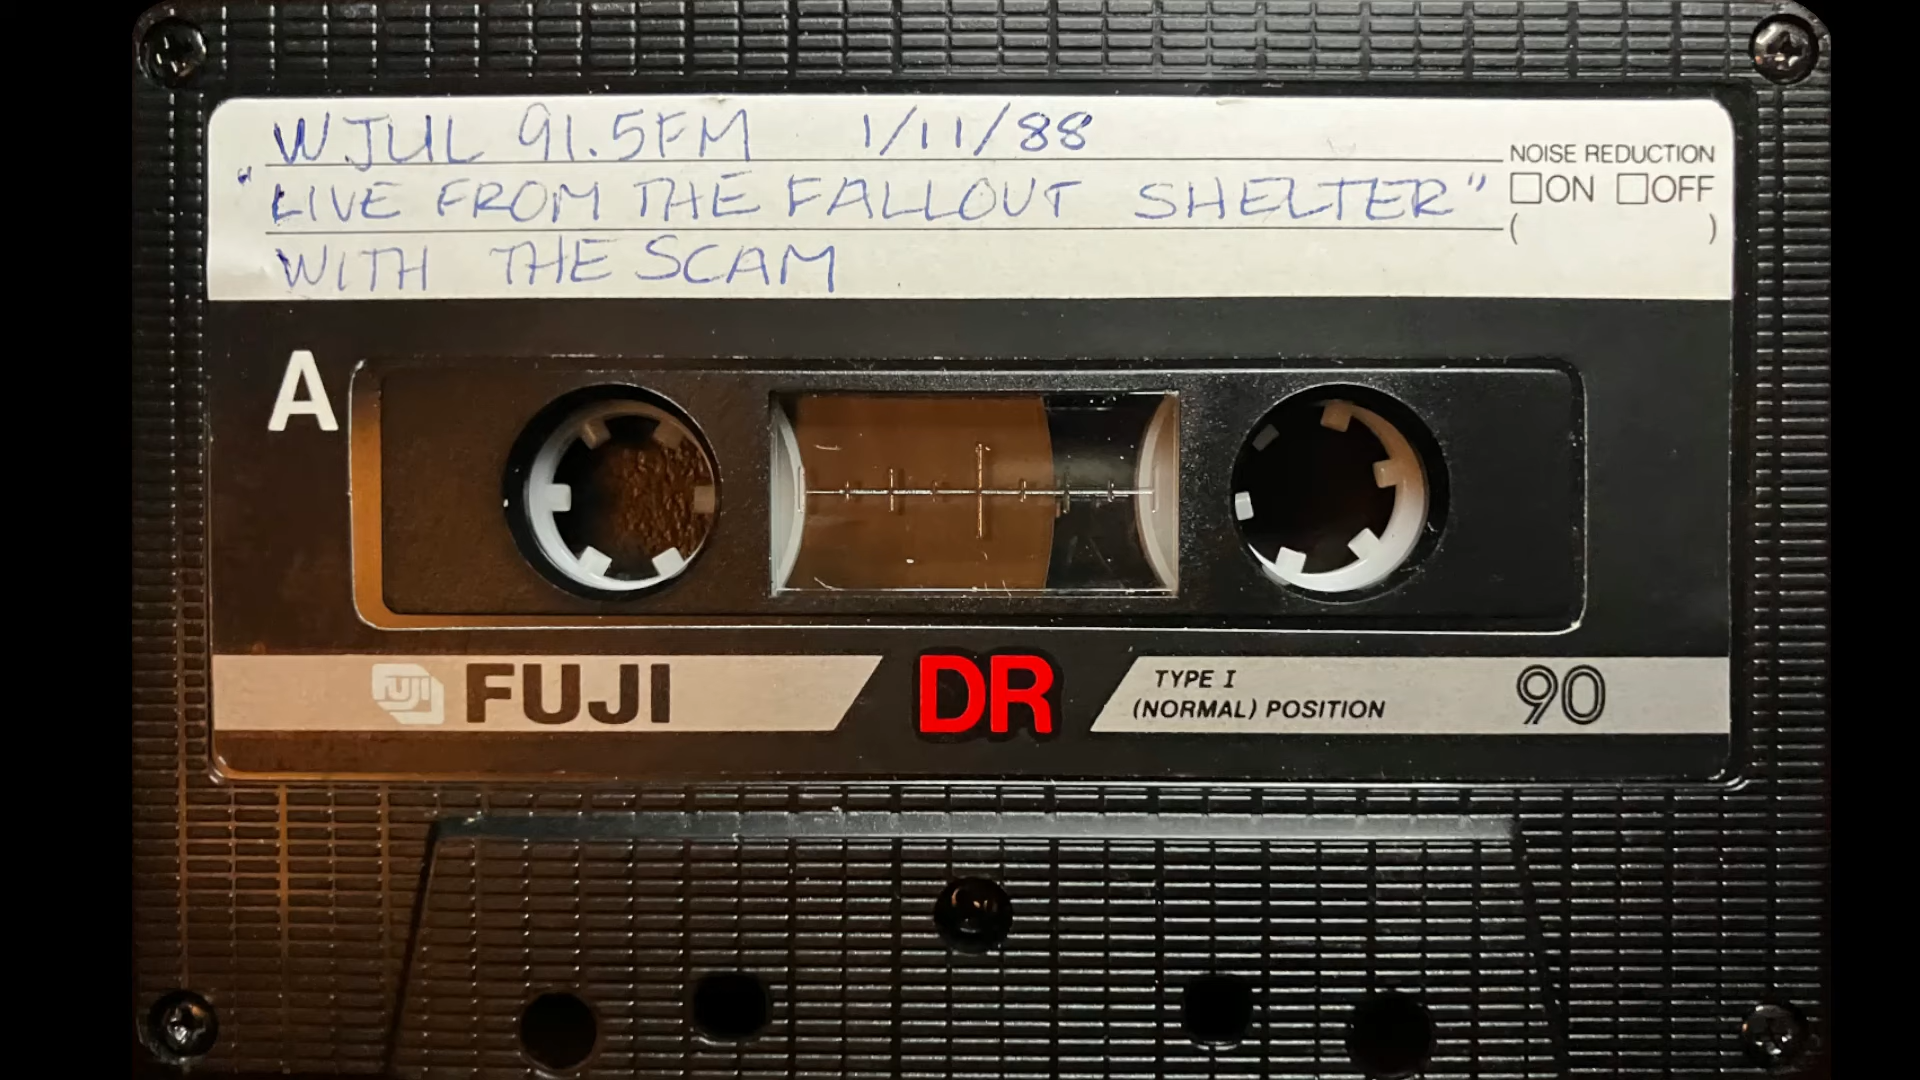 WJUL 91.5FM 1/11/88
"LIVE FROM THE FALLOUT SHELTER"
WITH THE SCAM
NOISE REDUCTION
ON OFF
( )
A
FUJI FUJI
DR
TYPE I
(NORMAL) POSITION
90